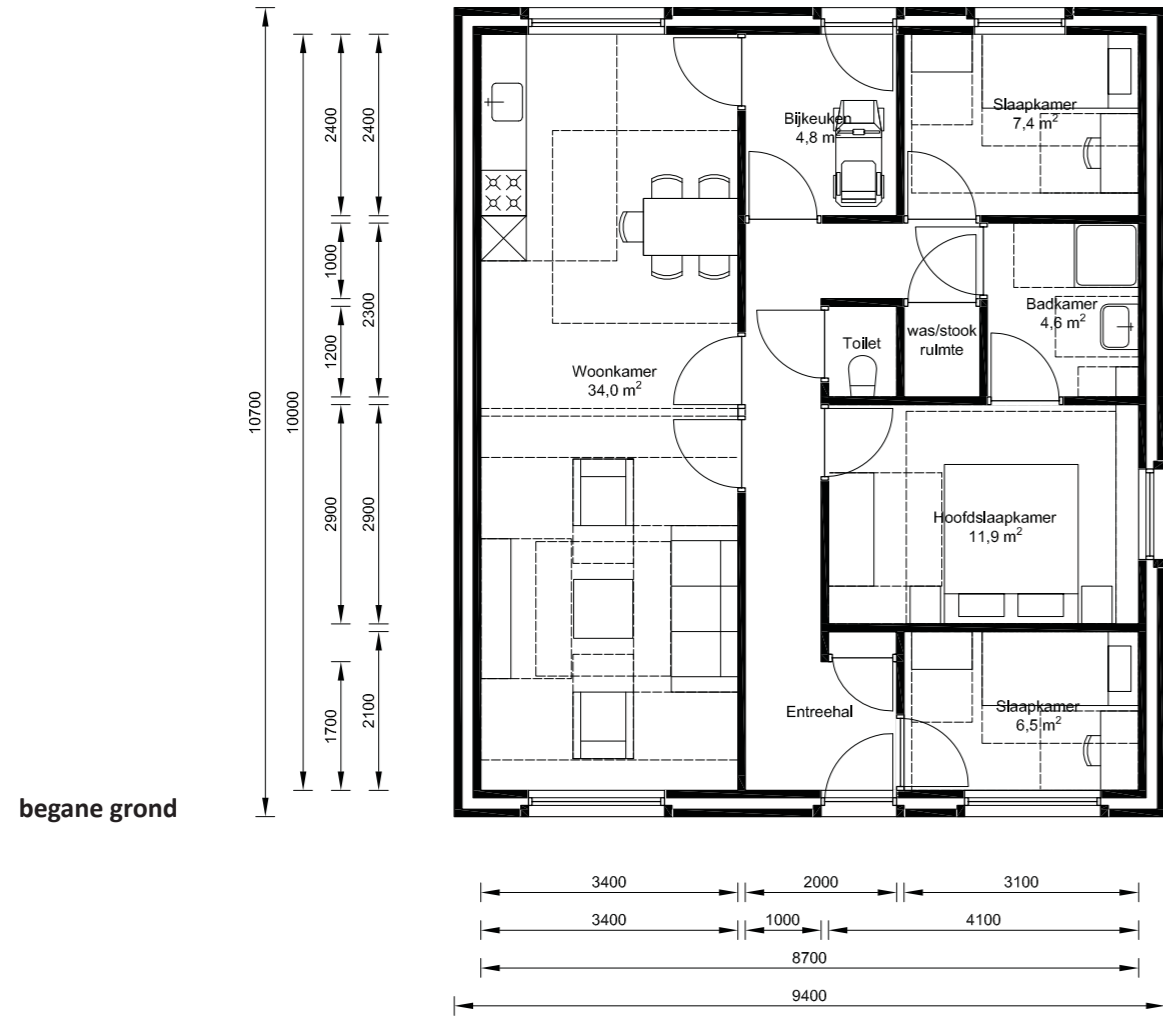 2400
2400
1000
2300
1200
10700
10000
2900
2900
1700
2100
Bijkeuken
4,8 m
Slaapkamer
7,4 m²
Badkamer
4,6 m²
was/stook
ruimte
Toilet
Woonkamer
34,0 m²
Hoofdslaapkamer
11,9 m²
Entreehal
Slaapkamer
6,5 m²
begane grond
3400 2000 3100
3400 1000 4100
8700
9400